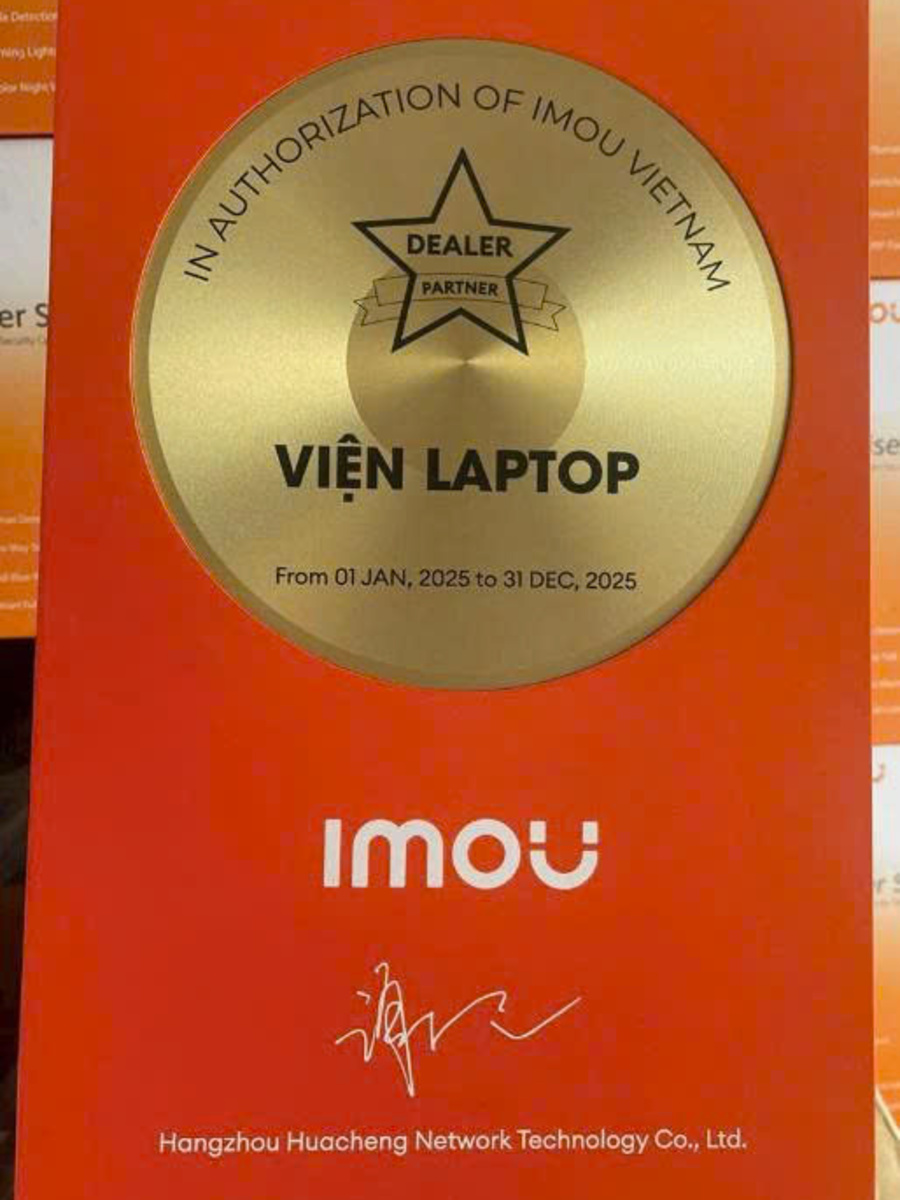 IN AUTHORIZATION OF IMOU VIETNAM
DEALER
PARTNER
VIỆN LAPTOP
From 01 JAN, 2025 to 31 DEC, 2025
imou
Hangzhou Huacheng Network Technology Co., Ltd.